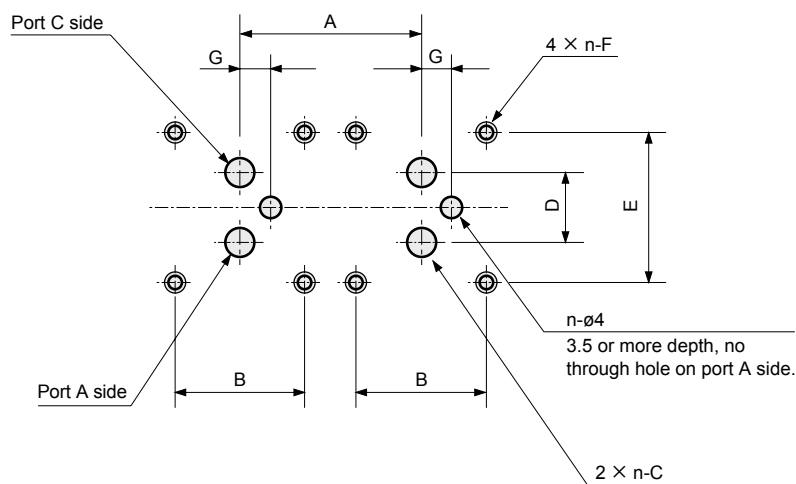 Port C side
A
G
G
4 × n-F
D
E
n-ø4
3.5 or more depth, no
through hole on port A side.
B
B
Port A side
2 × n-C